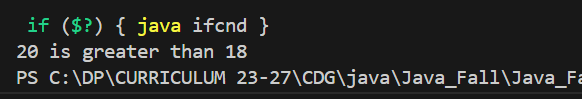 if ($?) { java ifcnd }
20 is greater than 18
PS C:\DP\CURRICULUM 23-27\CDG\java\Java_Fall\Java_Fa